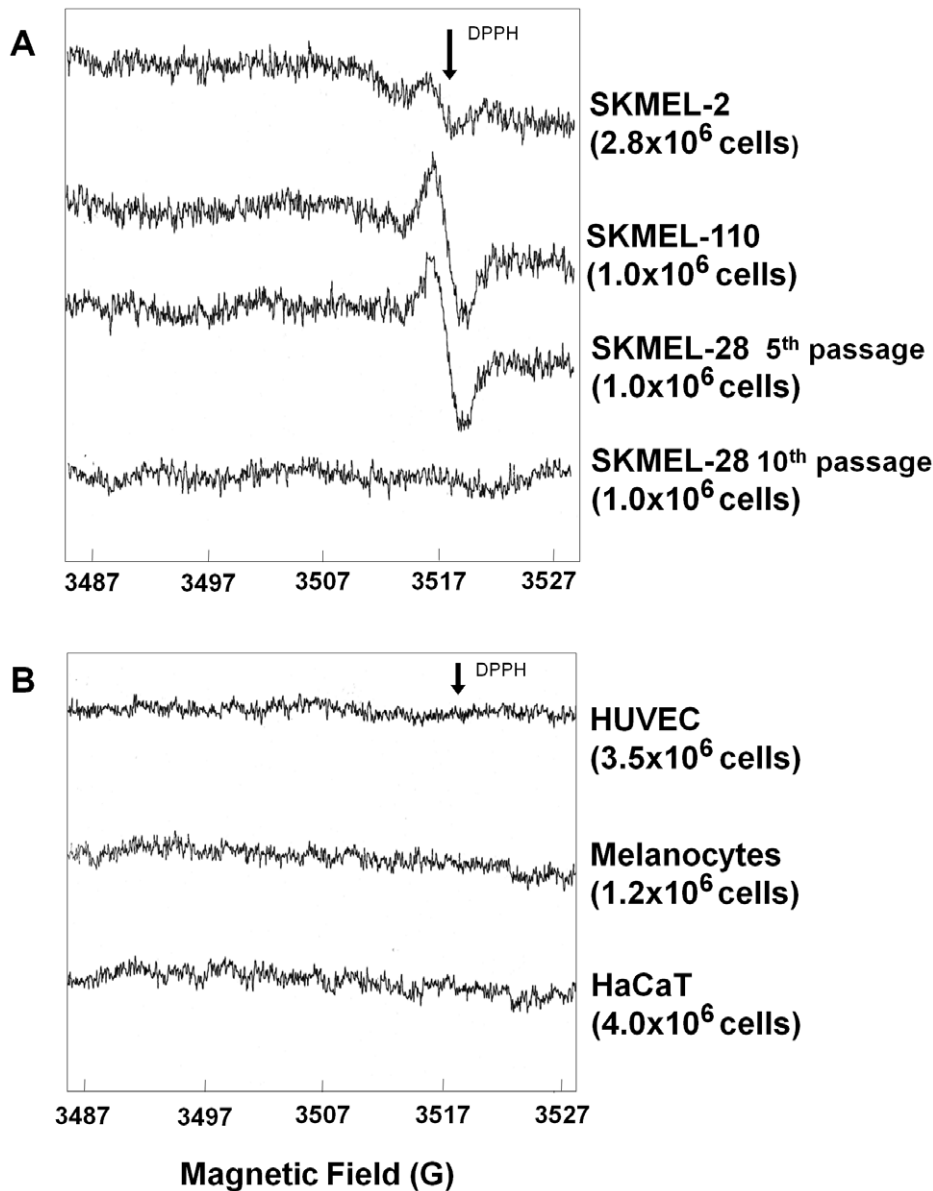 A
DPPH
SKMEL-2
(2.8x10⁶ cells)
SKMEL-110
(1.0x10⁶ cells)
SKMEL-28 5ᵗʰ passage
(1.0x10⁶ cells)
SKMEL-28 10ᵗʰ passage
(1.0x10⁶ cells)
3487 3497 3507 3517 3527
B
DPPH
HUVEC
(3.5x10⁶ cells)
Melanocytes
(1.2x10⁶ cells)
HaCaT
(4.0x10⁶ cells)
3487 3497 3507 3517 3527
Magnetic Field (G)